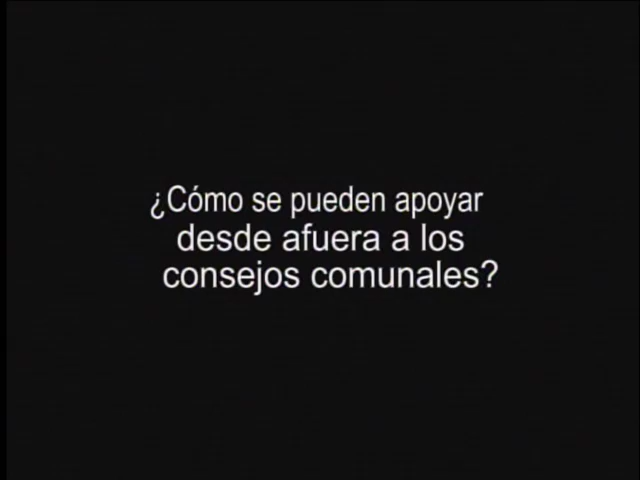 ¿Cómo se pueden apoyar
desde afuera a los
consejos comunales?